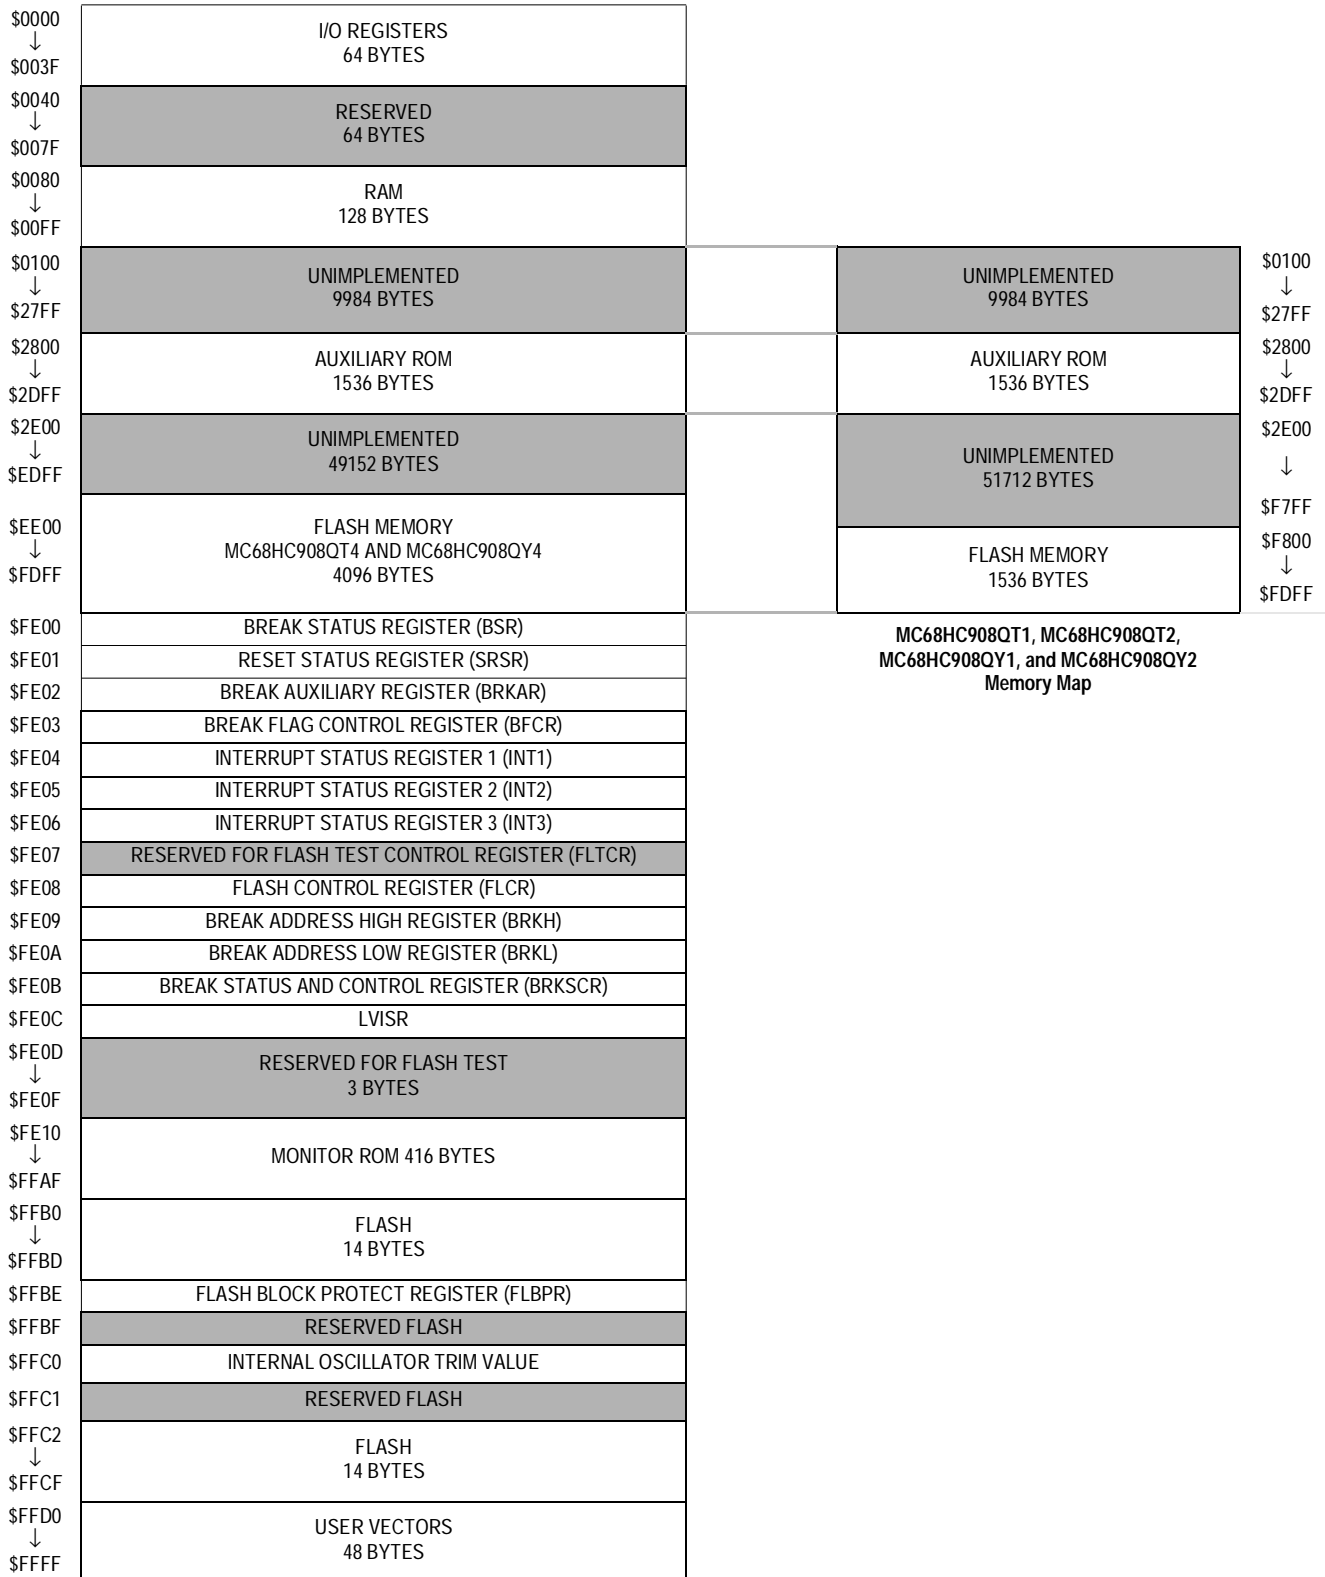 $0000
↓
$003F
I/O REGISTERS
64 BYTES
$0040
↓
$007F
RESERVED
64 BYTES
$0080
↓
$00FF
RAM
128 BYTES
$0100
↓
$27FF
UNIMPLEMENTED
9984 BYTES
UNIMPLEMENTED
9984 BYTES
$0100
↓
$27FF
$2800
↓
$2DFF
AUXILIARY ROM
1536 BYTES
AUXILIARY ROM
1536 BYTES
$2800
↓
$2DFF
$2E00
↓
$EDFF
UNIMPLEMENTED
49152 BYTES
UNIMPLEMENTED
51712 BYTES
$2E00
↓
$F7FF
$EE00
↓
$FDFF
FLASH MEMORY
MC68HC908QT4 AND MC68HC908QY4
4096 BYTES
FLASH MEMORY
1536 BYTES
$F800
↓
$FDFF
$FE00 BREAK STATUS REGISTER (BSR)
MC68HC908QT1, MC68HC908QT2,
MC68HC908QY1, and MC68HC908QY2
Memory Map
$FE01 RESET STATUS REGISTER (SRSR)
$FE02 BREAK AUXILIARY REGISTER (BRKAR)
$FE03 BREAK FLAG CONTROL REGISTER (BFCR)
$FE04 INTERRUPT STATUS REGISTER 1 (INT1)
$FE05 INTERRUPT STATUS REGISTER 2 (INT2)
$FE06 INTERRUPT STATUS REGISTER 3 (INT3)
$FE07 RESERVED FOR FLASH TEST CONTROL REGISTER (FLTCR)
$FE08 FLASH CONTROL REGISTER (FLCR)
$FE09 BREAK ADDRESS HIGH REGISTER (BRKH)
$FE0A BREAK ADDRESS LOW REGISTER (BRKL)
$FE0B BREAK STATUS AND CONTROL REGISTER (BRKSCR)
$FE0C LVISR
$FE0D
↓
$FE0F
RESERVED FOR FLASH TEST
3 BYTES
$FE10
↓
$FFAF
MONITOR ROM 416 BYTES
$FFB0
↓
$FFBD
FLASH
14 BYTES
$FFBE FLASH BLOCK PROTECT REGISTER (FLBPR)
$FFBF RESERVED FLASH
$FFC0 INTERNAL OSCILLATOR TRIM VALUE
$FFC1 RESERVED FLASH
$FFC2
↓
$FFCF
FLASH
14 BYTES
$FFD0
↓
$FFFF
USER VECTORS
48 BYTES